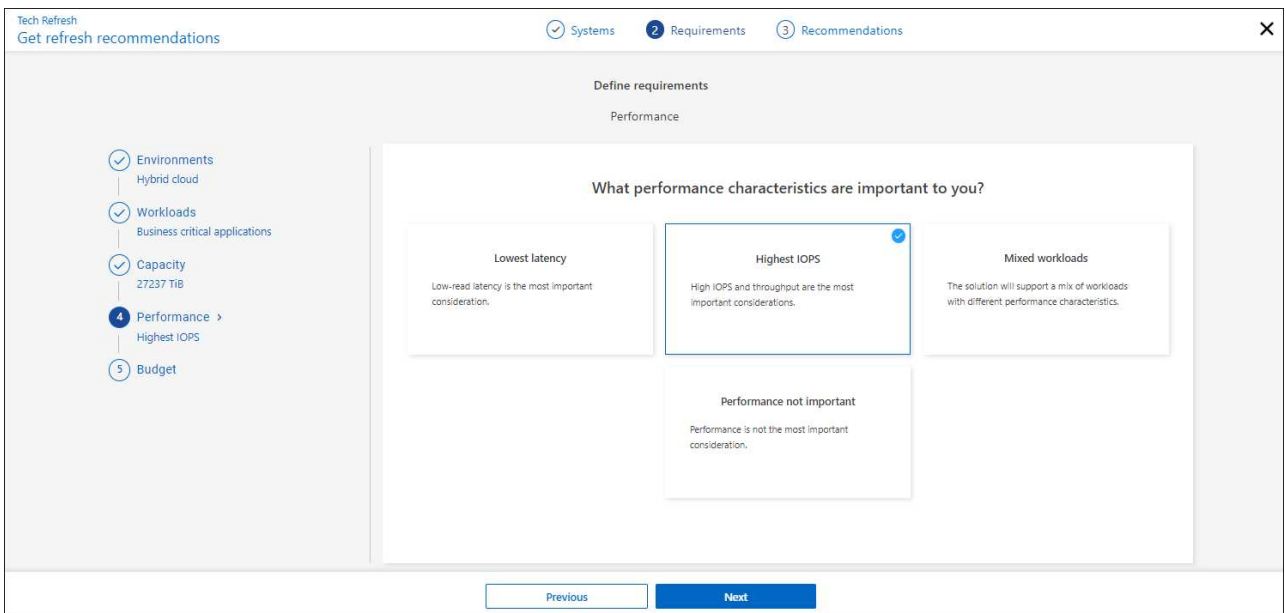 Tech Refresh
Get refresh recommendations
Systems
2 Requirements
3 Recommendations
Define requirements
Performance
Environments
Hybrid cloud
Workloads
Business critical applications
Capacity
27237 TiB
4 Performance >
Highest IOPS
5 Budget
What performance characteristics are important to you?
Lowest latency
Low-read latency is the most important
consideration.
Highest IOPS
High IOPS and throughput are the most
important considerations.
Mixed workloads
The solution will support a mix of workloads
with different performance characteristics.
Performance not important
Performance is not the most important
consideration.
Previous
Next